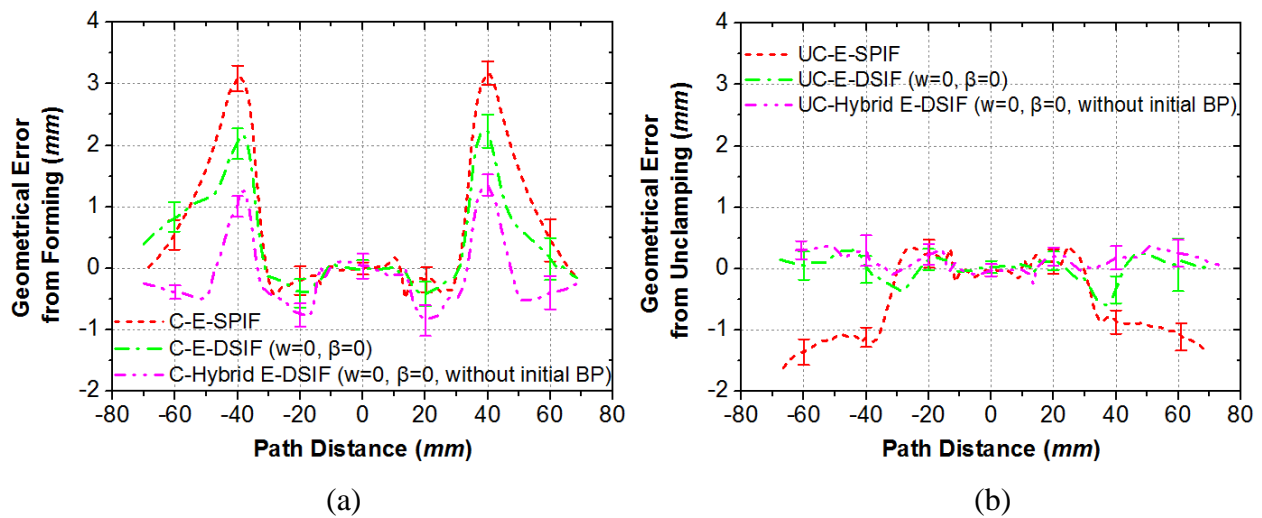 4
3
2
1
0
-1
-2
Geometrical Error
from Forming (mm)
C-E-SPIF
C-E-DSIF (w=0, β=0)
C-Hybrid E-DSIF (w=0, β=0, without initial BP)
-80 -60 -40 -20 0 20 40 60 80
Path Distance (mm)
(a)
4
3
2
1
0
-1
-2
Geometrical Error
from Unclamping (mm)
UC-E-SPIF
UC-E-DSIF (w=0, β=0)
UC-Hybrid E-DSIF (w=0, β=0, without initial BP)
-80 -60 -40 -20 0 20 40 60 80
Path Distance (mm)
(b)